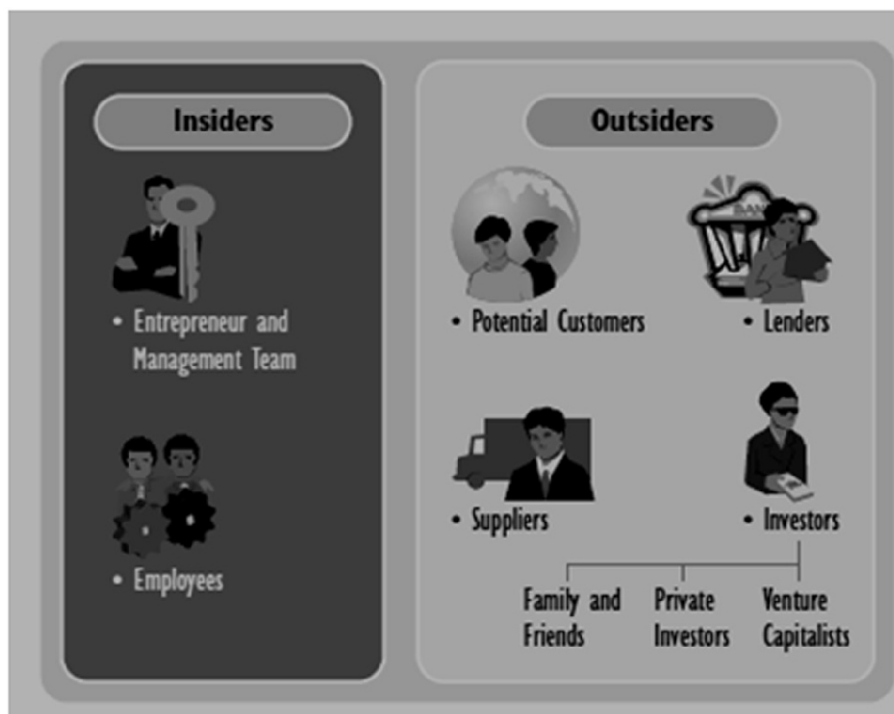 Insiders
• Entrepreneur and
Management Team
• Employees
Outsiders
• Potential Customers
• Lenders
BANK
• Suppliers
• Investors
Family and
Friends
Private
Investors
Venture
Capitalists